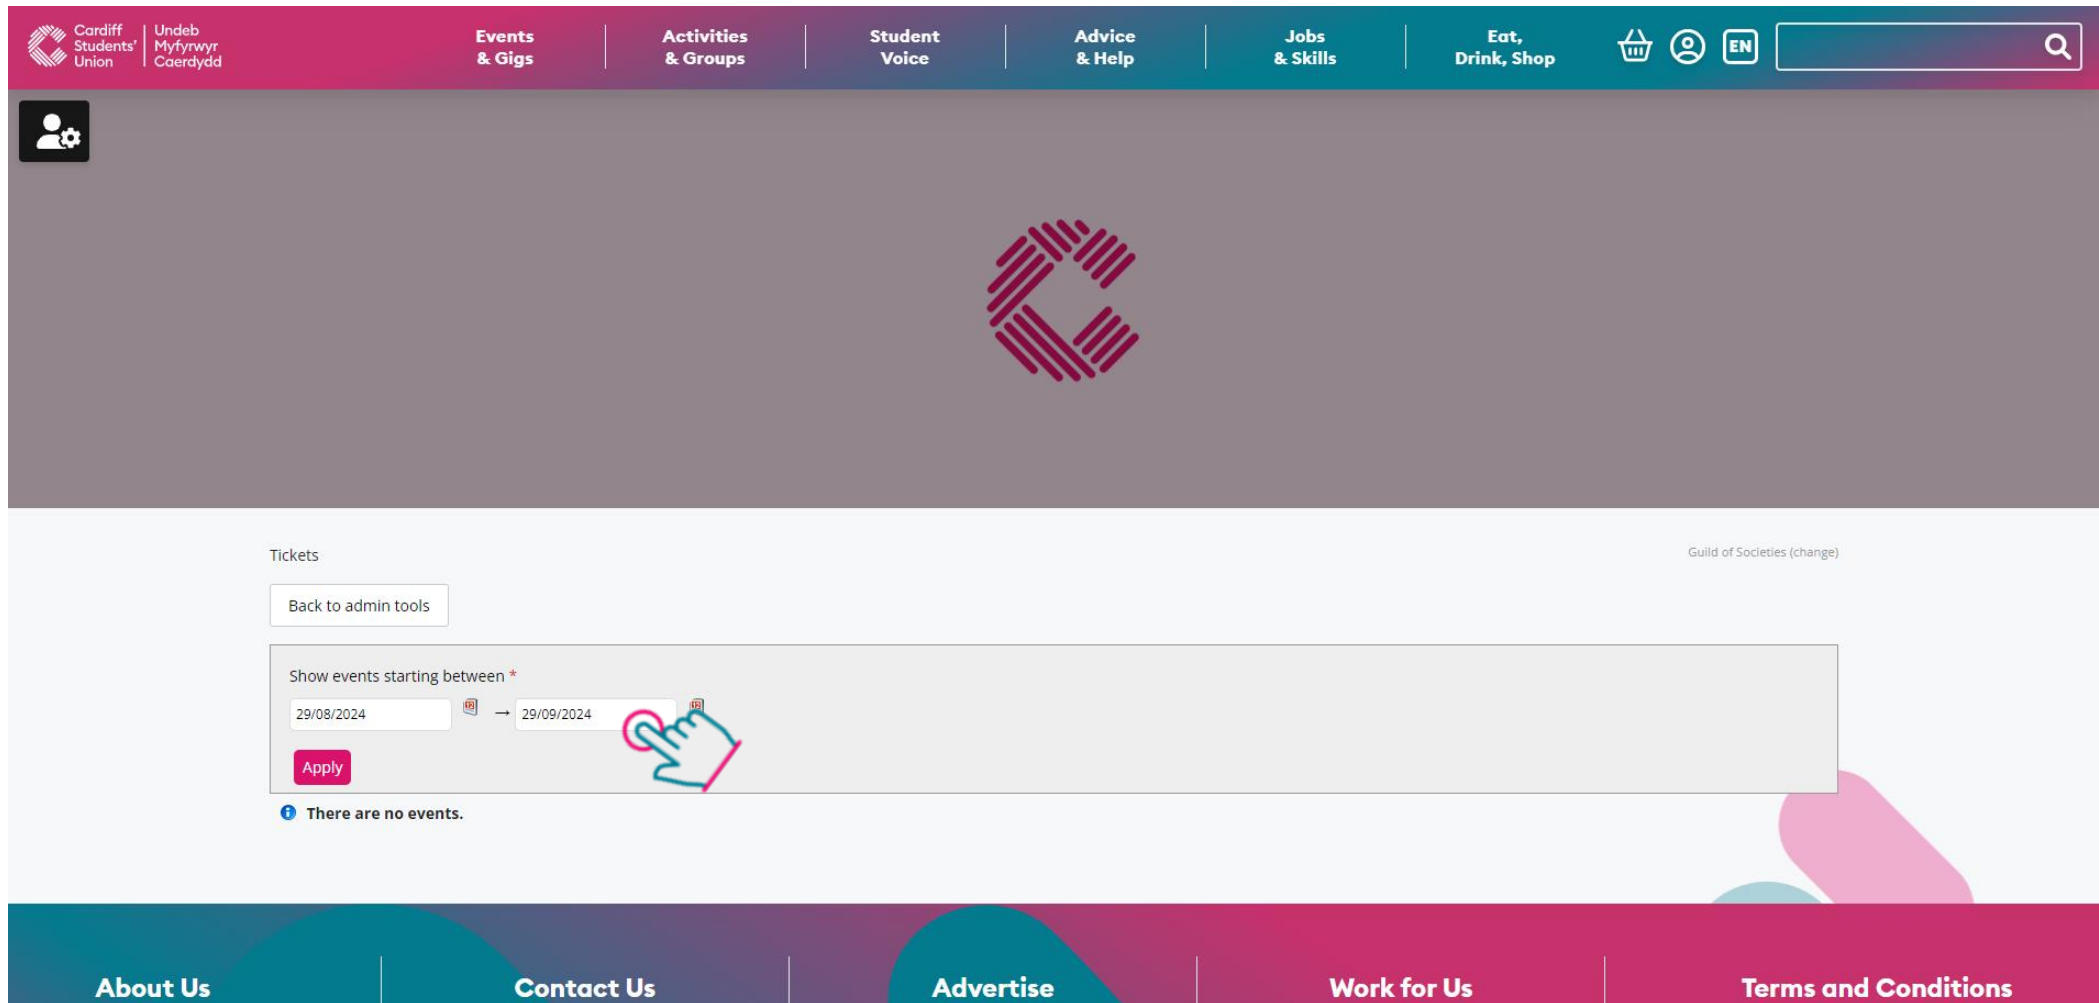 Cardiff
Students'
Union
Undeb
Myfyrwyr
Caerdydd
Events
& Gigs
Activities
& Groups
Student
Voice
Advice
& Help
Jobs
& Skills
Eat,
Drink, Shop
EN
Tickets
Guild of Societies (change)
Back to admin tools
Show events starting between *
29/08/2024 → 29/09/2024
Apply
There are no events.
About Us
Contact Us
Advertise
Work for Us
Terms and Conditions